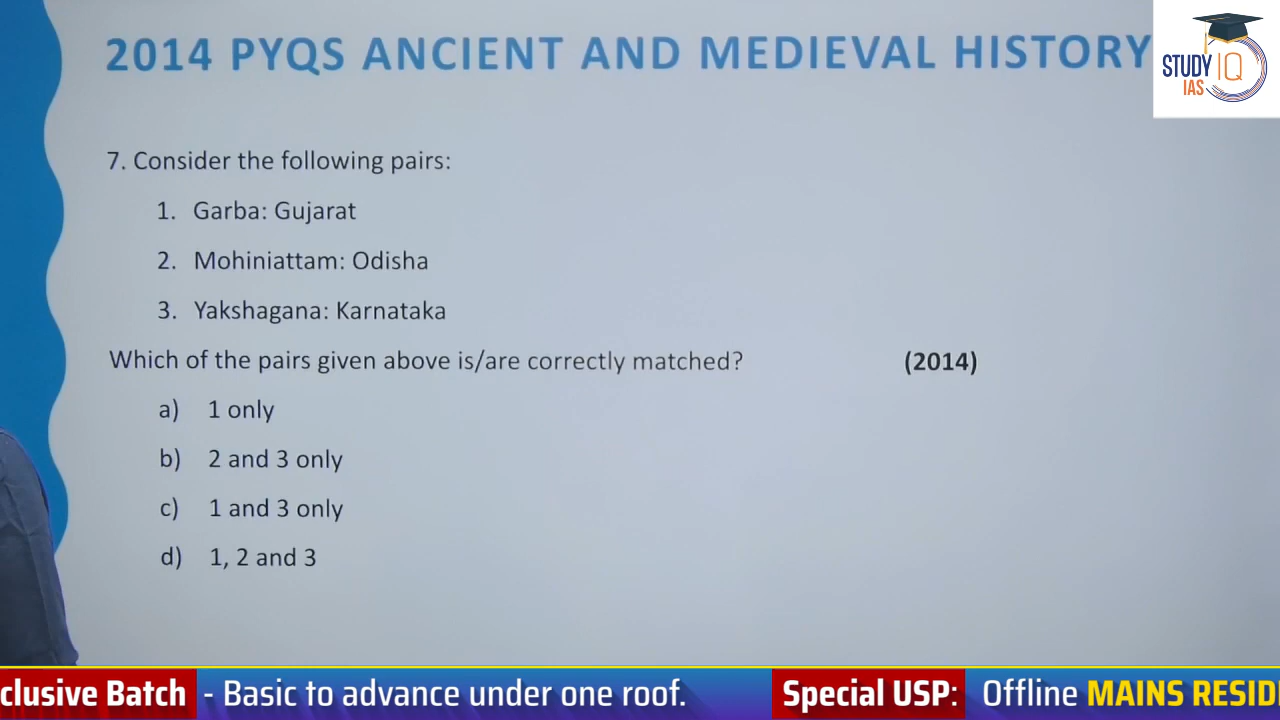 2014 PYQS ANCIENT AND MEDIEVAL HISTORY
STUDY IQ
IAS
7. Consider the following pairs:
1. Garba: Gujarat
2. Mohiniattam: Odisha
3. Yakshagana: Karnataka
Which of the pairs given above is/are correctly matched? (2014)
a) 1 only
b) 2 and 3 only
c) 1 and 3 only
d) 1, 2 and 3
clusive Batch - Basic to advance under one roof. Special USP: Offline MAINS RESID